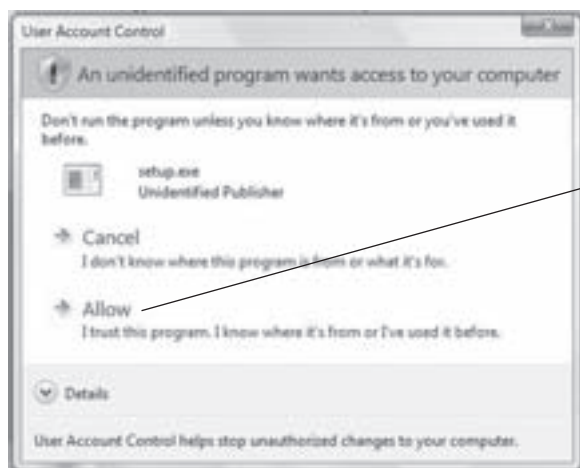 User Account Control
An unidentified program wants access to your computer
Don't run the program unless you know where it's from or you've used it
before.
setup.exe
Unidentified Publisher
Cancel
I don't know where this program is from or what it's for.
Allow
I trust this program. I know where it's from or I've used it before.
Details
User Account Control helps stop unauthorized changes to your computer.